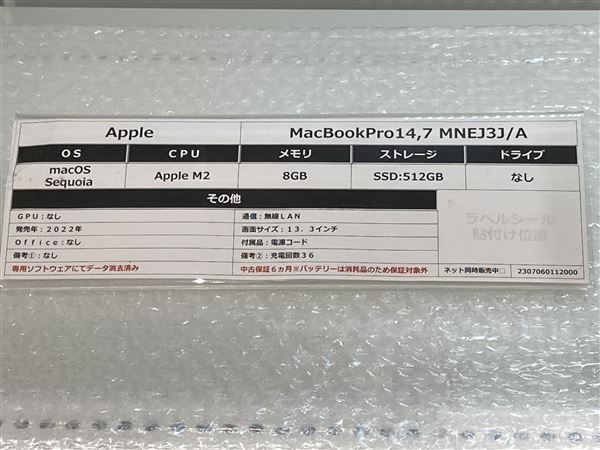 Apple MacBookPro14,7 MNEJ3J/A
OS CPU メモリ ストレージ ドライブ
macOS Sequoia Apple M2 8GB SSD:512GB なし
その他
GPU:なし 通信:無線LAN
発売年:2022年 画面サイズ:13.3インチ
Office:なし 付属品:電源コード
備考①:なし 備考②:充電回数36
専用ソフトウェアにてデータ消去済み 中古保証6ヵ月※バッテリーは消耗品のため保証対象外
ラベルシール
貼付け位置
ネット同時販売中□ 2307060112000